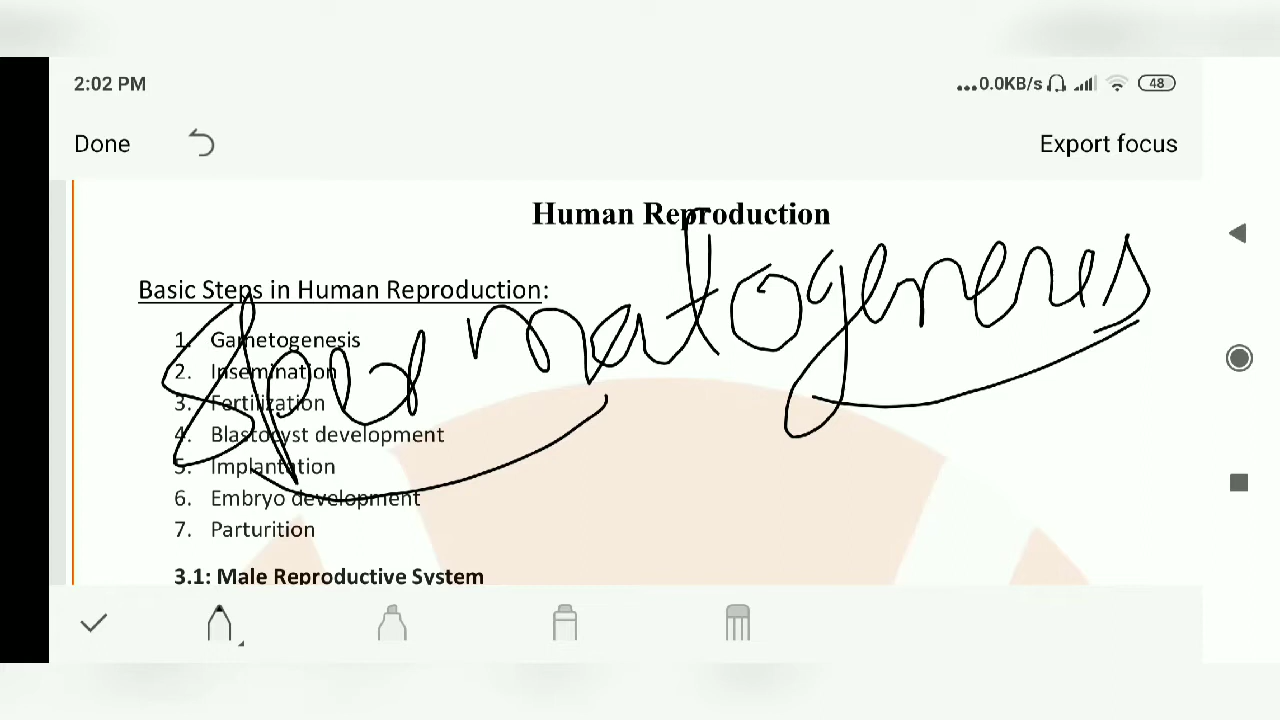 2:02 PM ...0.0KB/s 48
Done Export focus
Human Reproduction
Basic Steps in Human Reproduction:
1. Gametogenesis
2. Insemination
3. Fertilization
4. Blastocyst development
5. Implantation
6. Embryo development
7. Parturition
Spermatogeneses
3.1: Male Reproductive System